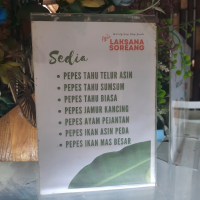 LAKSANA
SOREANG
Sedia
• PEPES TAHU TELUR ASIN
• PEPES TAHU SUMSUM
• PEPES TAHU BIASA
• PEPES JAMUR KANCING
• PEPES AYAM PEJANTAN
• PEPES IKAN ASIN PEDA
• PEPES IKAN MAS BESAR